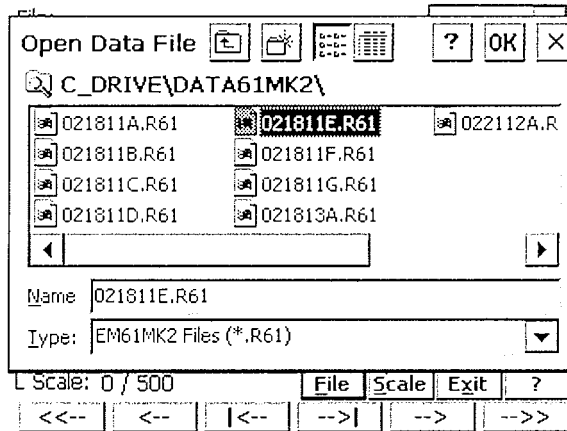 File:
Open Data File ? OK ×
C_DRIVE\DATA61MK2\
021811A.R61 021811E.R61 022112A.R
021811B.R61 021811F.R61
021811C.R61 021811G.R61
021811D.R61 021813A.R61
Name 021811E.R61
Type: EM61MK2 Files (*.R61)
L Scale: 0 / 500 File Scale Exit ?
<<-- <-- |<-- -->| --> -->>